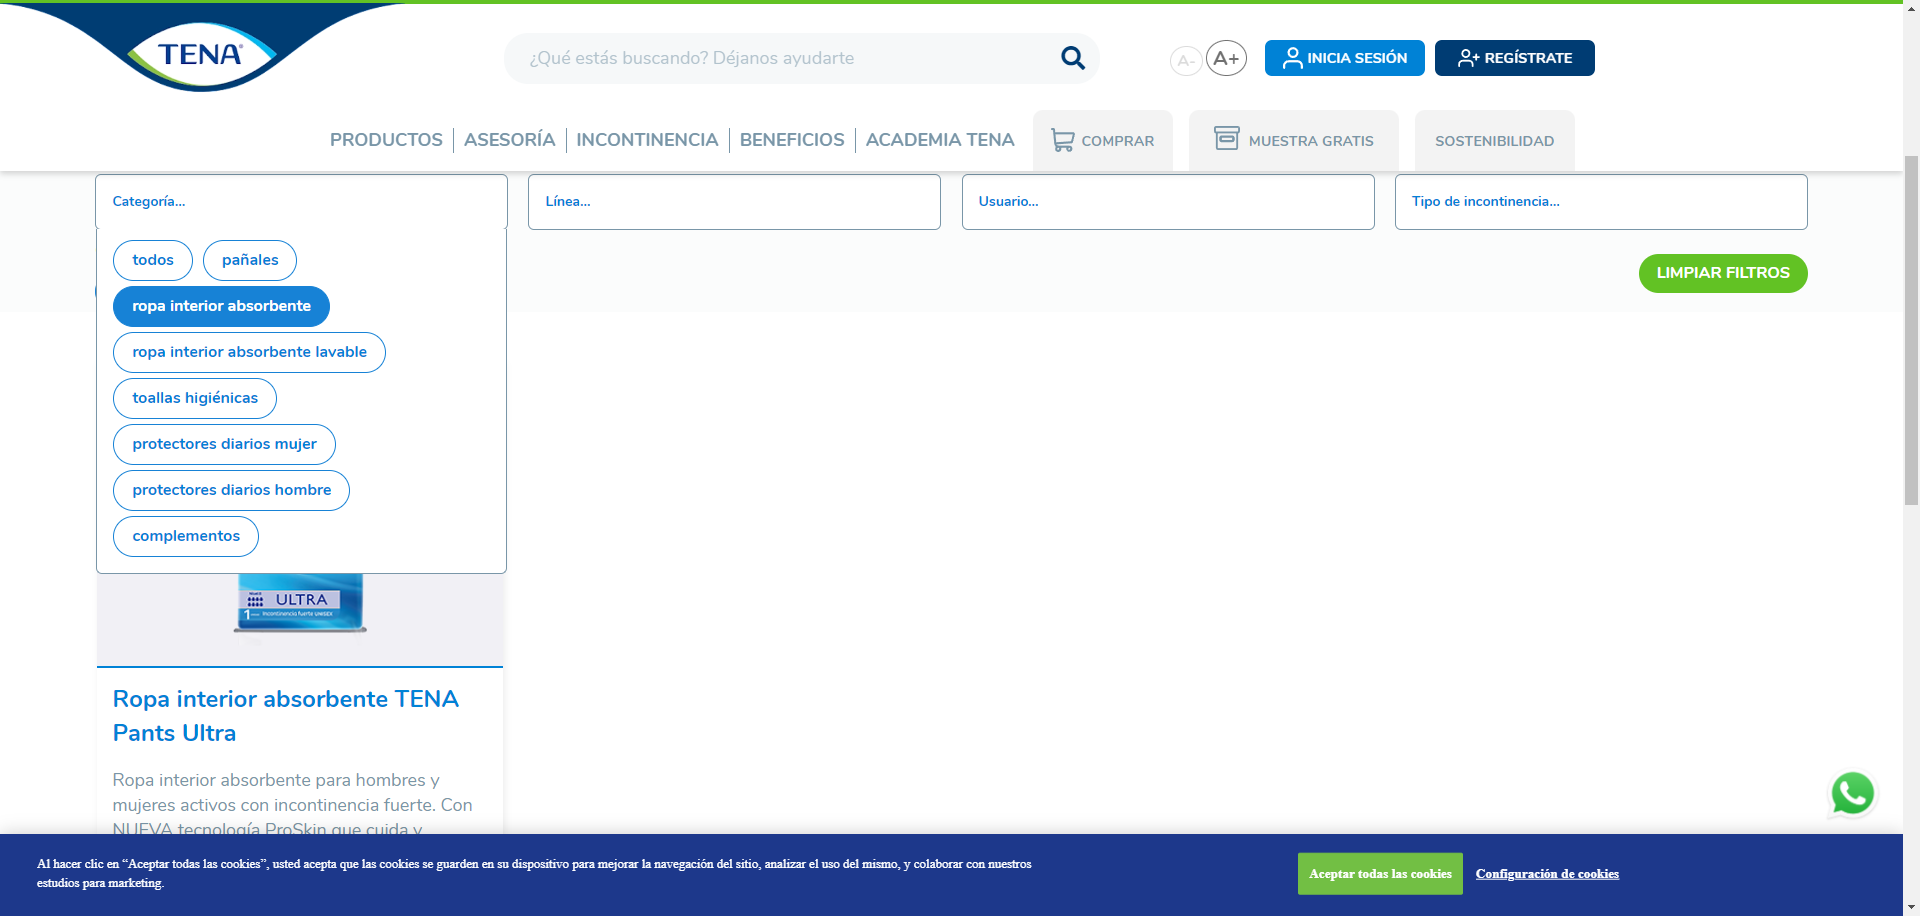 TENA
¿Qué estás buscando? Déjanos ayudarte
A-
A+
INICIA SESIÓN
REGÍSTRATE
PRODUCTOS
ASESORÍA
INCONTINENCIA
BENEFICIOS
ACADEMIA TENA
COMPRAR
MUESTRA GRATIS
SOSTENIBILIDAD
Categoría...
Línea...
Usuario...
Tipo de incontinencia...
todos
pañales
LIMPIAR FILTROS
ropa interior absorbente
ropa interior absorbente lavable
toallas higiénicas
protectores diarios mujer
protectores diarios hombre
complementos
ULTRA
1
Incontinencia fuerte UNISEX
Ropa interior absorbente TENA
Pants Ultra
Ropa interior absorbente para hombres y
mujeres activos con incontinencia fuerte. Con
NUEVA tecnología ProSkin que cuida y
Al hacer clic en “Aceptar todas las cookies”, usted acepta que las cookies se guarden en su dispositivo para mejorar la navegación del sitio, analizar el uso del mismo, y colaborar con nuestros
estudios para marketing.
Aceptar todas las cookies
Configuración de cookies